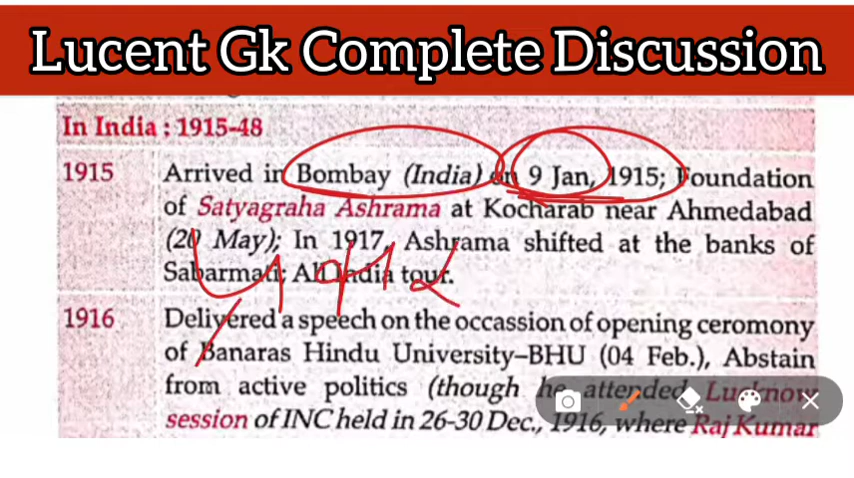 Lucent Gk Complete Discussion
In India : 1915-48
1915 Arrived in Bombay (India) on 9 Jan, 1915; Foundation
of Satyagraha Ashrama at Kocharab near Ahmedabad
(20 May); In 1917, Ashrama shifted at the banks of
Sabarmati; All India tour.
1916 Delivered a speech on the occassion of opening ceromony
of Banaras Hindu University–BHU (04 Feb.), Abstain
from active politics (though he attended Lucknow
session of INC held in 26-30 Dec., 1916, where Raj Kumar